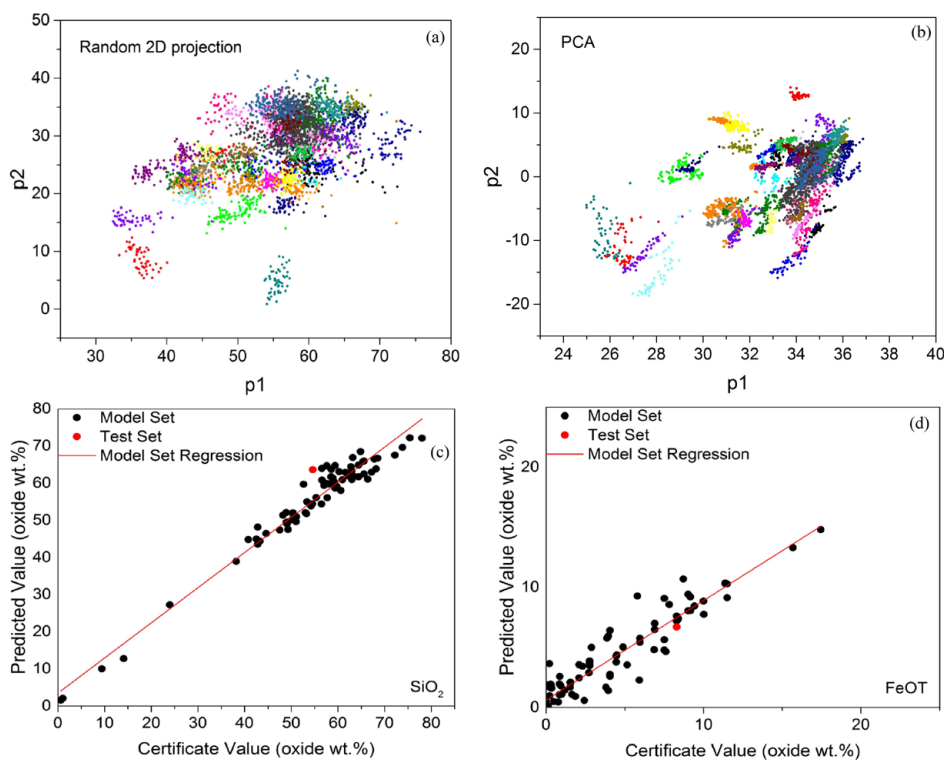 50
40
30
20
10
0
p2
Random 2D projection
(a)
30 40 50 60 70 80
p1
20
10
0
-10
-20
p2
PCA
(b)
24 26 28 30 32 34 36 38 40
p1
80
70
60
50
40
30
20
10
0
Predicted Value (oxide wt.%)
Model Set
Test Set
Model Set Regression
(c)
SiO₂
0 10 20 30 40 50 60 70 80
Certificate Value (oxide wt.%)
20
10
0
Predicted Value (oxide wt.%)
Model Set
Test Set
Model Set Regression
(d)
FeOT
0 10 20
Certificate Value (oxide wt.%)